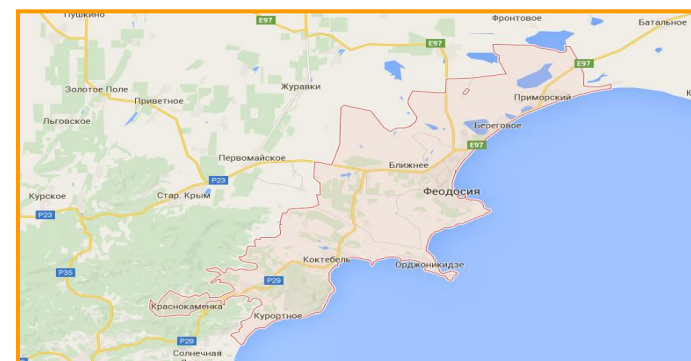 Пушкино
E97
Фронтовое
Батальное
E97
E97
Золотое Поле
Журавки
Приветное
Приморский
Льговское
Береговое
E97
Первомайское
Ближнее
P23
Феодосия
Курское
Стар. Крым
P23
Коктебель
Орджоникидзе
P35
P29
Краснокаменка
Курортное
P29
Солнечная